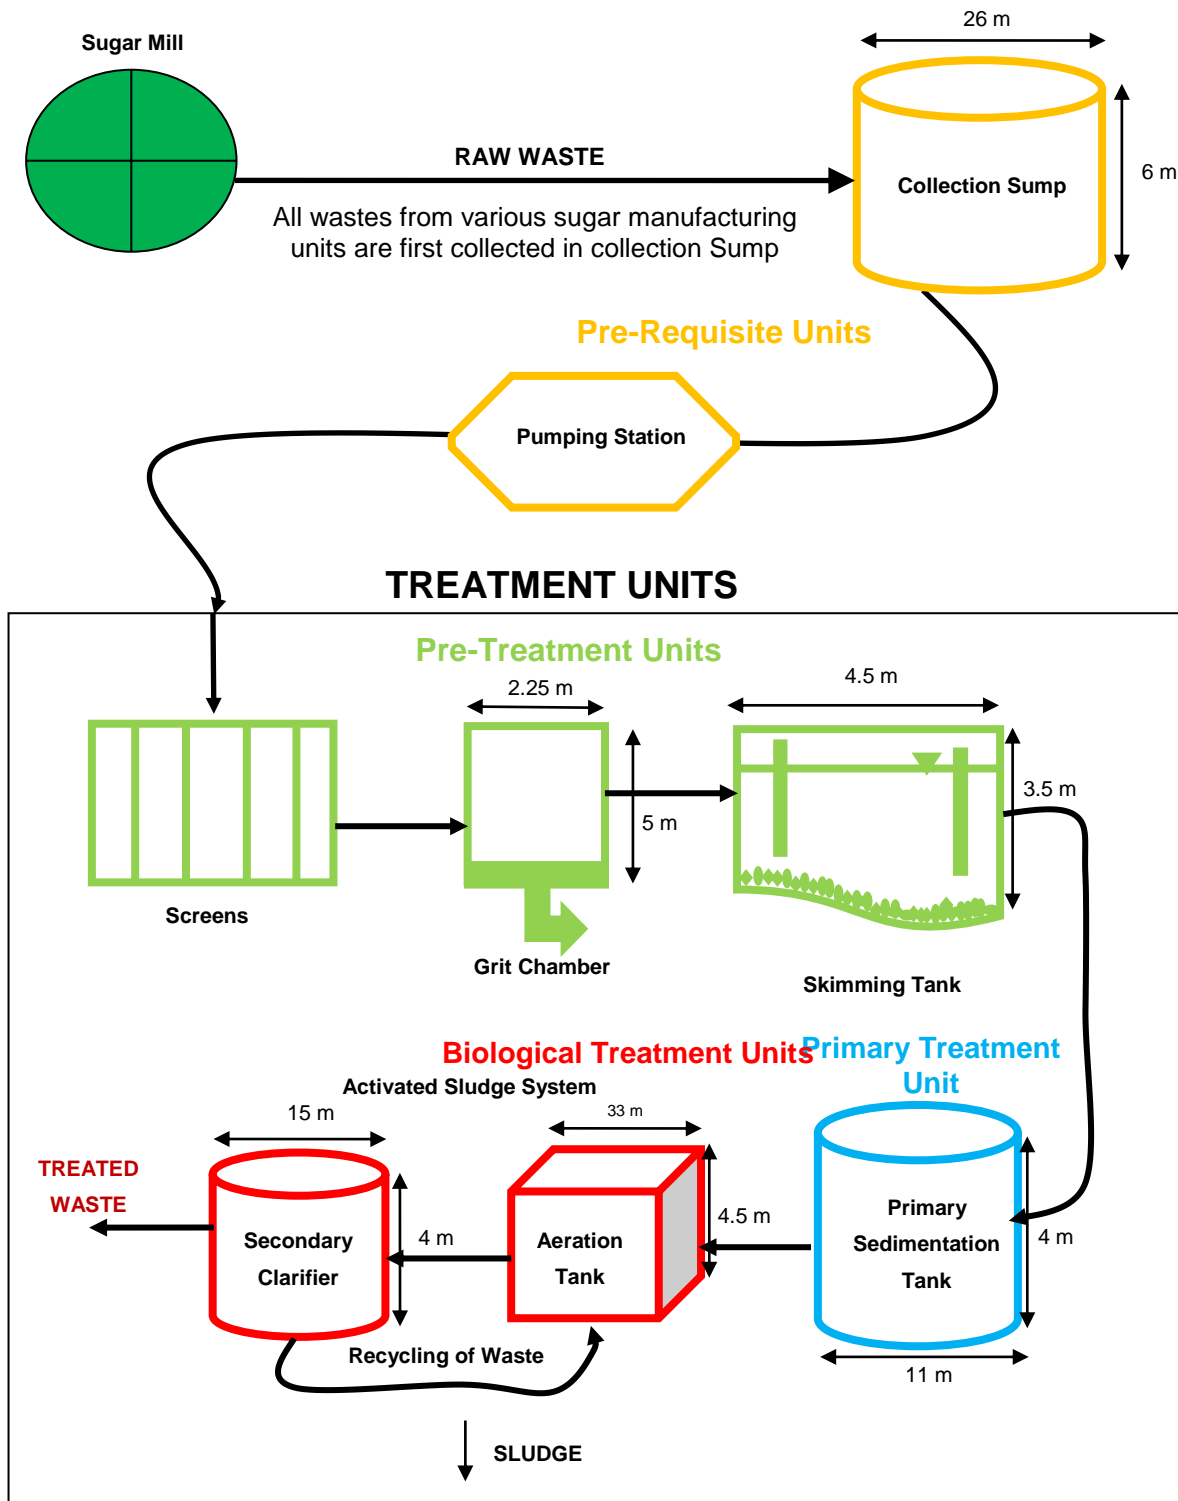 26 m
Sugar Mill
RAW WASTE
Collection Sump
6 m
All wastes from various sugar manufacturing
units are first collected in collection Sump
Pre-Requisite Units
Pumping Station
TREATMENT UNITS
Pre-Treatment Units
2.25 m
4.5 m
5 m
3.5 m
Screens
Grit Chamber
Skimming Tank
Biological Treatment Units
Primary Treatment
Unit
Activated Sludge System
15 m
33 m
TREATED
WASTE
Secondary
Clarifier
4 m
Aeration
Tank
4.5 m
Primary
Sedimentation
Tank
4 m
Recycling of Waste
11 m
SLUDGE